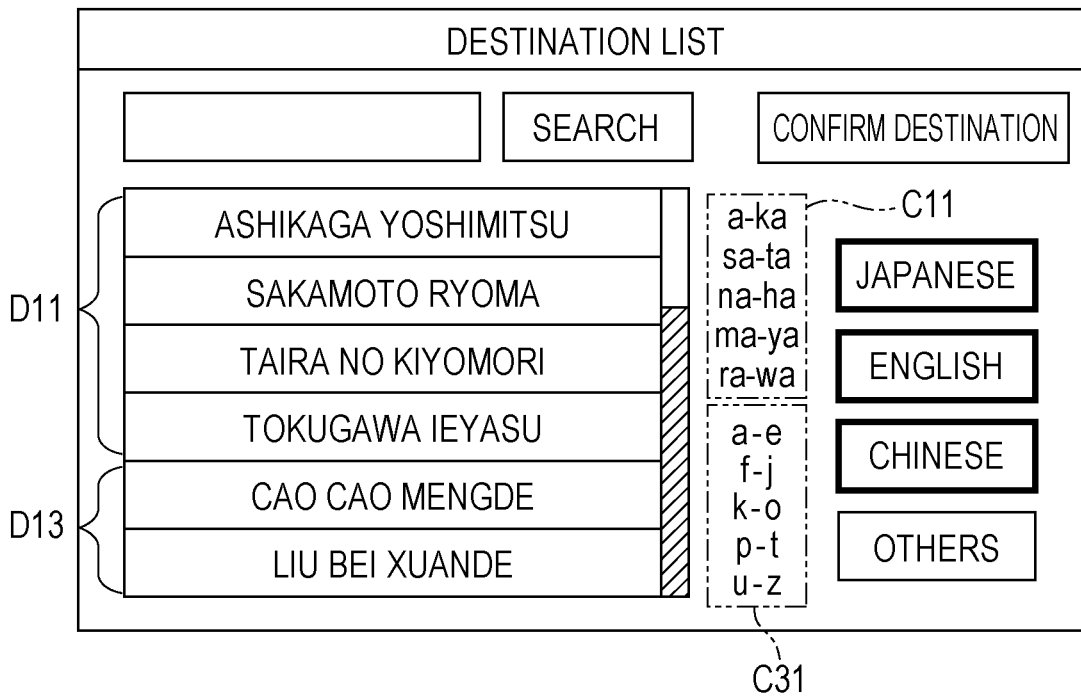 DESTINATION LIST
SEARCH
CONFIRM DESTINATION
D11
ASHIKAGA YOSHIMITSU
SAKAMOTO RYOMA
TAIRA NO KIYOMORI
TOKUGAWA IEYASU
D13
CAO CAO MENGDE
LIU BEI XUANDE
a-ka
sa-ta
na-ha
ma-ya
ra-wa
C11
a-e
f-j
k-o
p-t
u-z
C31
JAPANESE
ENGLISH
CHINESE
OTHERS